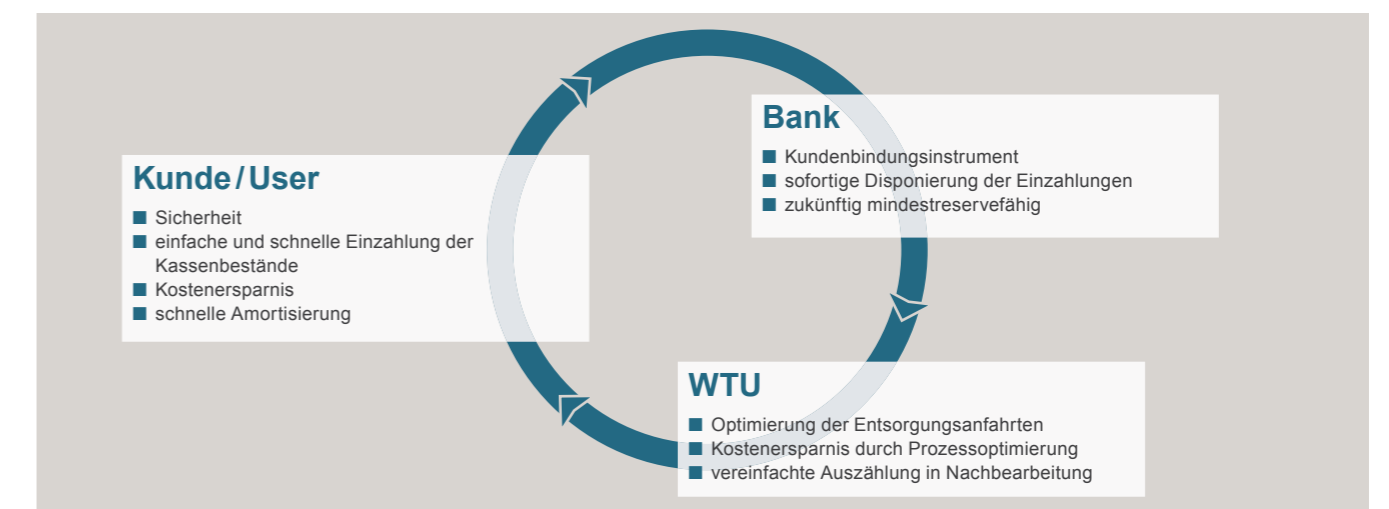 Kunde / User
■ Sicherheit
■ einfache und schnelle Einzahlung der
Kassenbestände
■ Kostenersparnis
■ schnelle Amortisierung
Bank
■ Kundenbindungsinstrument
■ sofortige Disponierung der Einzahlungen
■ zukünftig mindestreservefähig
WTU
■ Optimierung der Entsorgungsanfahrten
■ Kostenersparnis durch Prozessoptimierung
■ vereinfachte Auszählung in Nachbearbeitung